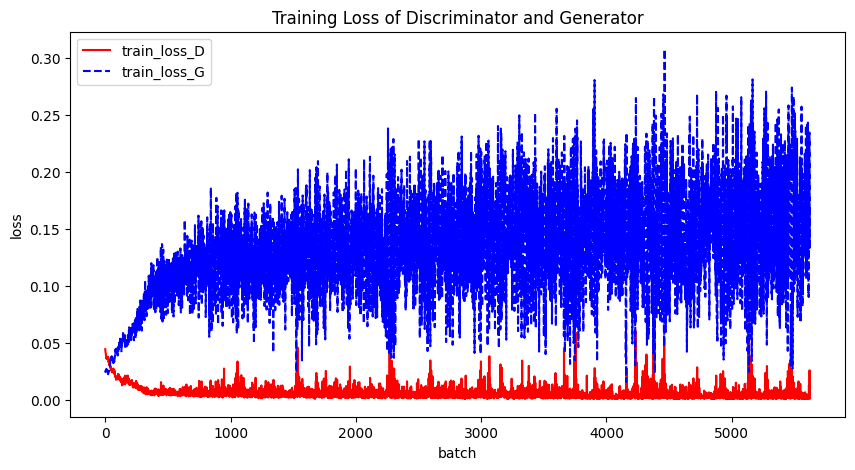 Training Loss of Discriminator and Generator
train_loss_D
train_loss_G
loss
0.30
0.25
0.20
0.15
0.10
0.05
0.00
0
1000
2000
3000
4000
5000
batch